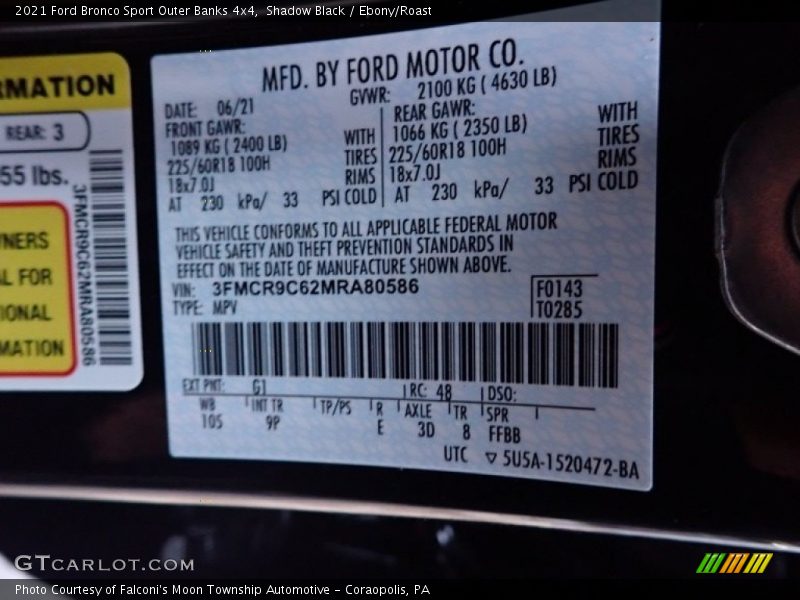 2021 Ford Bronco Sport Outer Banks 4x4, Shadow Black / Ebony/Roast
RMATION
REAR: 3
55 lbs.
3FMCR9C62MRA80586
WNERS
AL FOR
IONAL
MATION
MFD. BY FORD MOTOR CO.
DATE: 06/21 GVWR: 2100 KG ( 4630 LB)
FRONT GAWR:
1089 KG ( 2400 LB) WITH
225/60R18 100H TIRES
18x7.0J RIMS
AT 230 kPa/ 33 PSI COLD
REAR GAWR: WITH
1066 KG ( 2350 LB) TIRES
225/60R18 100H RIMS
18x7.0J
AT 230 kPa/ 33 PSI COLD
THIS VEHICLE CONFORMS TO ALL APPLICABLE FEDERAL MOTOR
VEHICLE SAFETY AND THEFT PREVENTION STANDARDS IN
EFFECT ON THE DATE OF MANUFACTURE SHOWN ABOVE.
VIN: 3FMCR9C62MRA80586 F0143
TYPE: MPV T0285
EXT PNT: G1 RC: 48 DSO:
WB INT TR TP/PS R AXLE TR SPR
105 9P E 3D 8 FFBB
UTC ▽ 5U5A-1520472-BA
GTCARLOT.COM
Photo Courtesy of Falconi's Moon Township Automotive – Coraopolis, PA